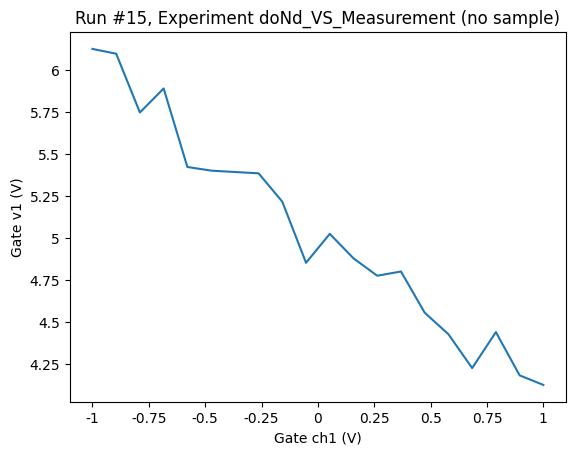 Run #15, Experiment doNd_VS_Measurement (no sample)
6
5.75
5.5
5.25
5
4.75
4.5
4.25
Gate v1 (V)
-1 -0.75 -0.5 -0.25 0 0.25 0.5 0.75 1
Gate ch1 (V)